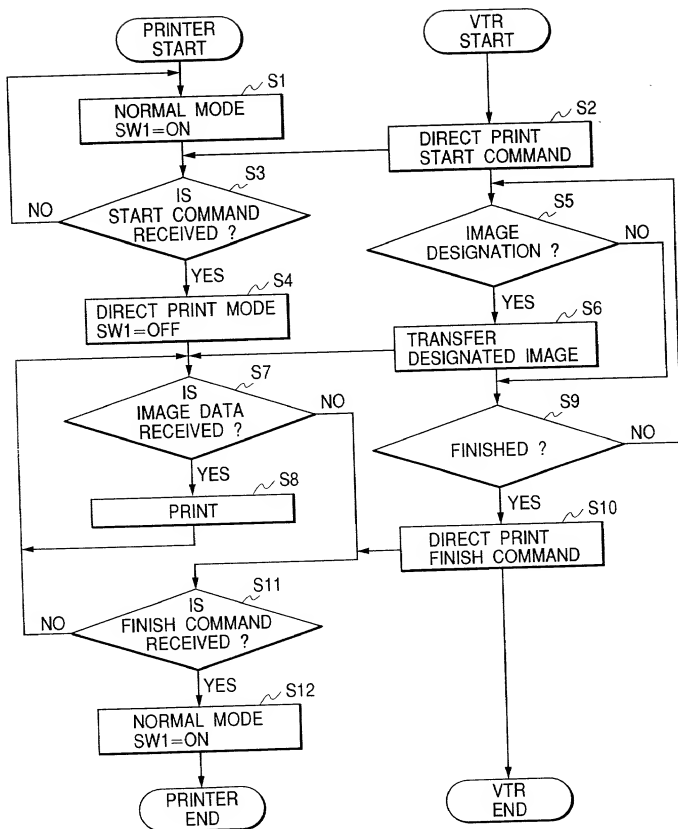 PRINTER
START
VTR
START
S1
NORMAL MODE
SW1=ON
S2
DIRECT PRINT
START COMMAND
S3
IS
START COMMAND
RECEIVED ?
NO
YES
S5
IMAGE
DESIGNATION ?
NO
YES
S4
DIRECT PRINT MODE
SW1=OFF
S6
TRANSFER
DESIGNATED IMAGE
S7
IS
IMAGE DATA
RECEIVED ?
NO
YES
S9
FINISHED ?
NO
YES
S8
PRINT
S10
DIRECT PRINT
FINISH COMMAND
S11
IS
FINISH COMMAND
RECEIVED ?
NO
YES
S12
NORMAL MODE
SW1=ON
PRINTER
END
VTR
END